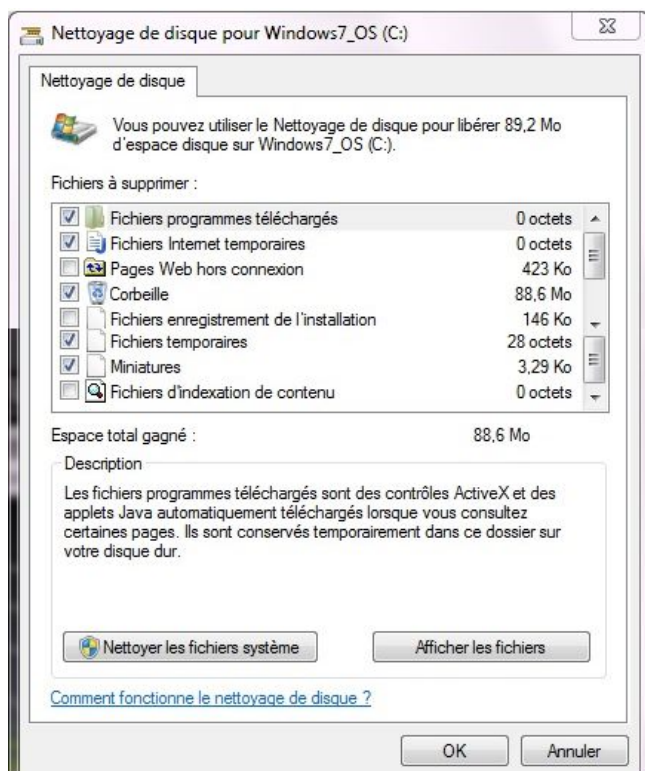 Nettoyage de disque pour Windows7_OS (C:)
Nettoyage de disque
Vous pouvez utiliser le Nettoyage de disque pour libérer 89,2 Mo
d'espace disque sur Windows7_OS (C:).
Fichiers à supprimer :
Fichiers programmes téléchargés 0 octets
Fichiers Internet temporaires 0 octets
Pages Web hors connexion 423 Ko
Corbeille 88,6 Mo
Fichiers enregistrement de l'installation 146 Ko
Fichiers temporaires 28 octets
Miniatures 3,29 Ko
Fichiers d'indexation de contenu 0 octets
Espace total gagné : 88,6 Mo
Description
Les fichiers programmes téléchargés sont des contrôles ActiveX et des
applets Java automatiquement téléchargés lorsque vous consultez
certaines pages. Ils sont conservés temporairement dans ce dossier sur
votre disque dur.
Nettoyer les fichiers système Afficher les fichiers
Comment fonctionne le nettoyage de disque ?
OK Annuler